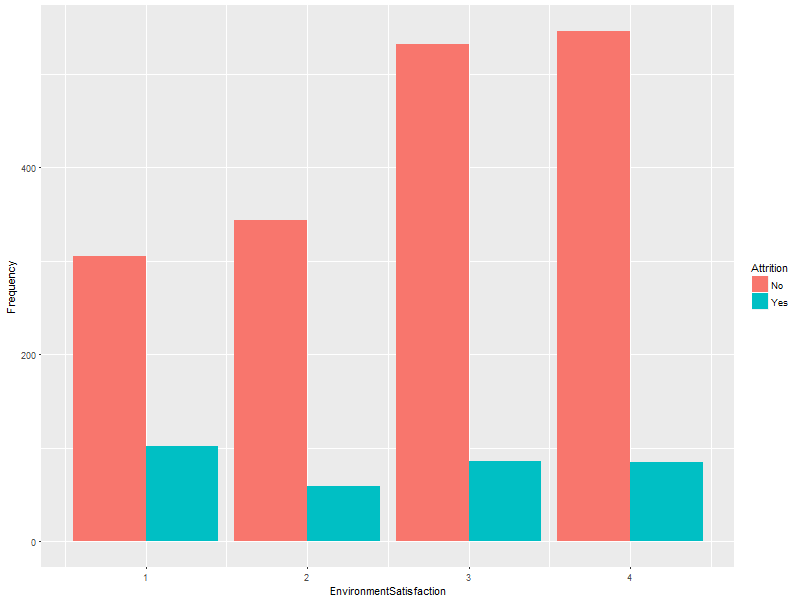 400
200
0
Frequency
1 2 3 4
EnvironmentSatisfaction
Attrition
No
Yes